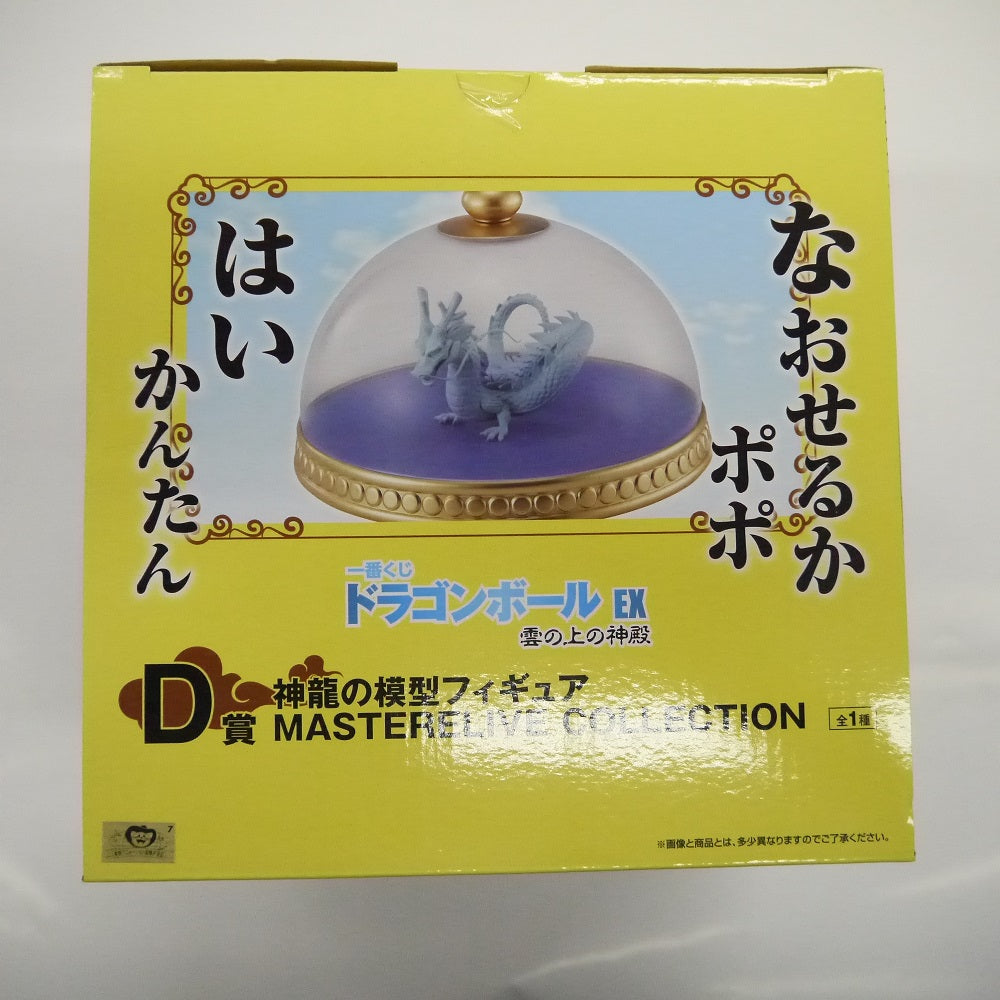 なおせるか
ポポ
はい
かんたん
一番くじ
ドラゴンボール EX
雲の上の神殿
D賞
神龍の模型フィギュア
MASTERELIVE COLLECTION
全1種
7
※画像と商品とは、多少異なりますのでご了承ください。